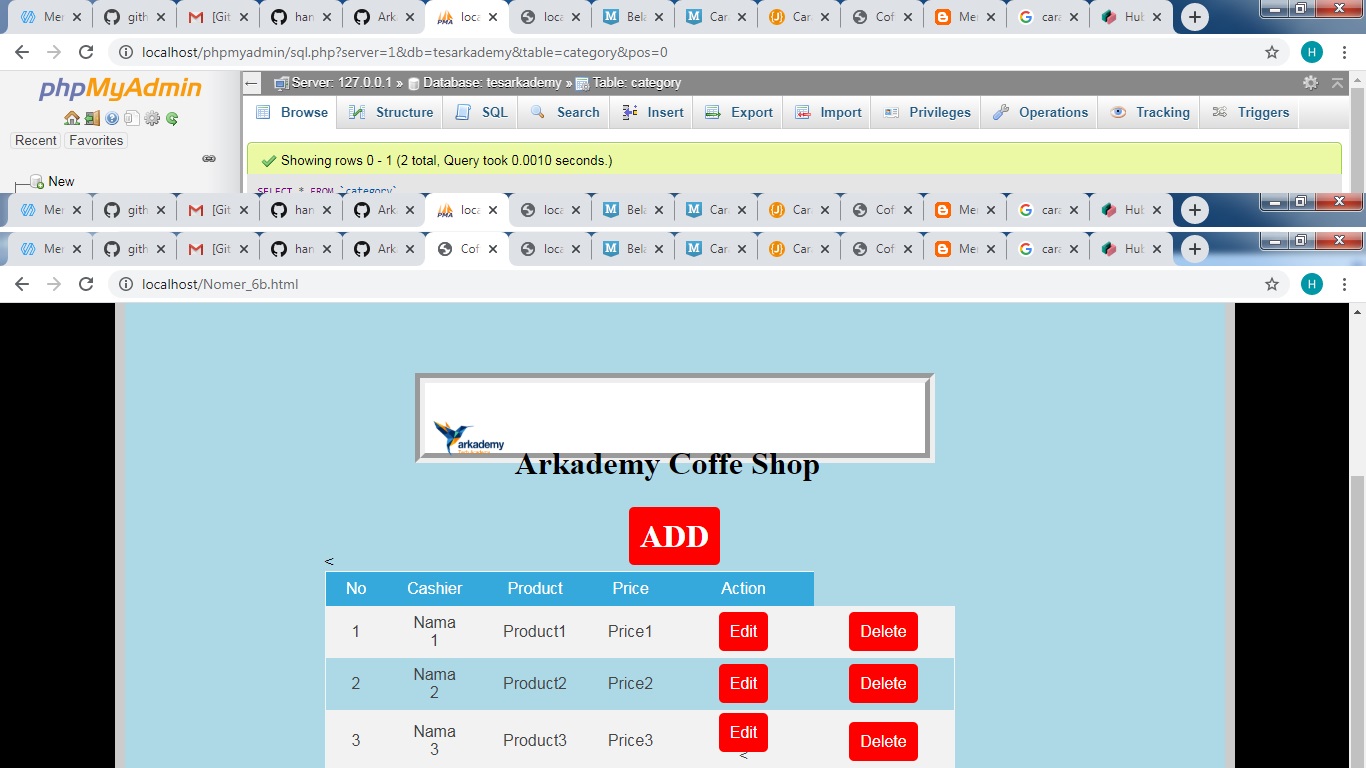 Mer github [Git han Ark loca loca Bela Car Car Cof Mer cara Hub
localhost/phpmyadmin/sql.php?server=1&db=tesarkademy&table=category&pos=0 H
phpMyAdmin
Server: 127.0.0.1 » Database: tesarkademy » Table: category
Browse Structure SQL Search Insert Export Import Privileges Operations Tracking Triggers
Recent Favorites
Showing rows 0 - 1 (2 total, Query took 0.0010 seconds.)
New
SELECT * FROM `category`
Mer gith [Git han Ark loca loca Bela Car Car Cof Mer cara Hub
Mer gith [Git han Ark Cof loca Bela Car Car Cof Mer cara Hub
localhost/Nomer_6b.html H
arkademy
Arkademy Coffe Shop
ADD
<
No Cashier Product Price Action
1 Nama 1 Product1 Price1 Edit Delete
2 Nama 2 Product2 Price2 Edit Delete
3 Nama 3 Product3 Price3 Edit Delete
<